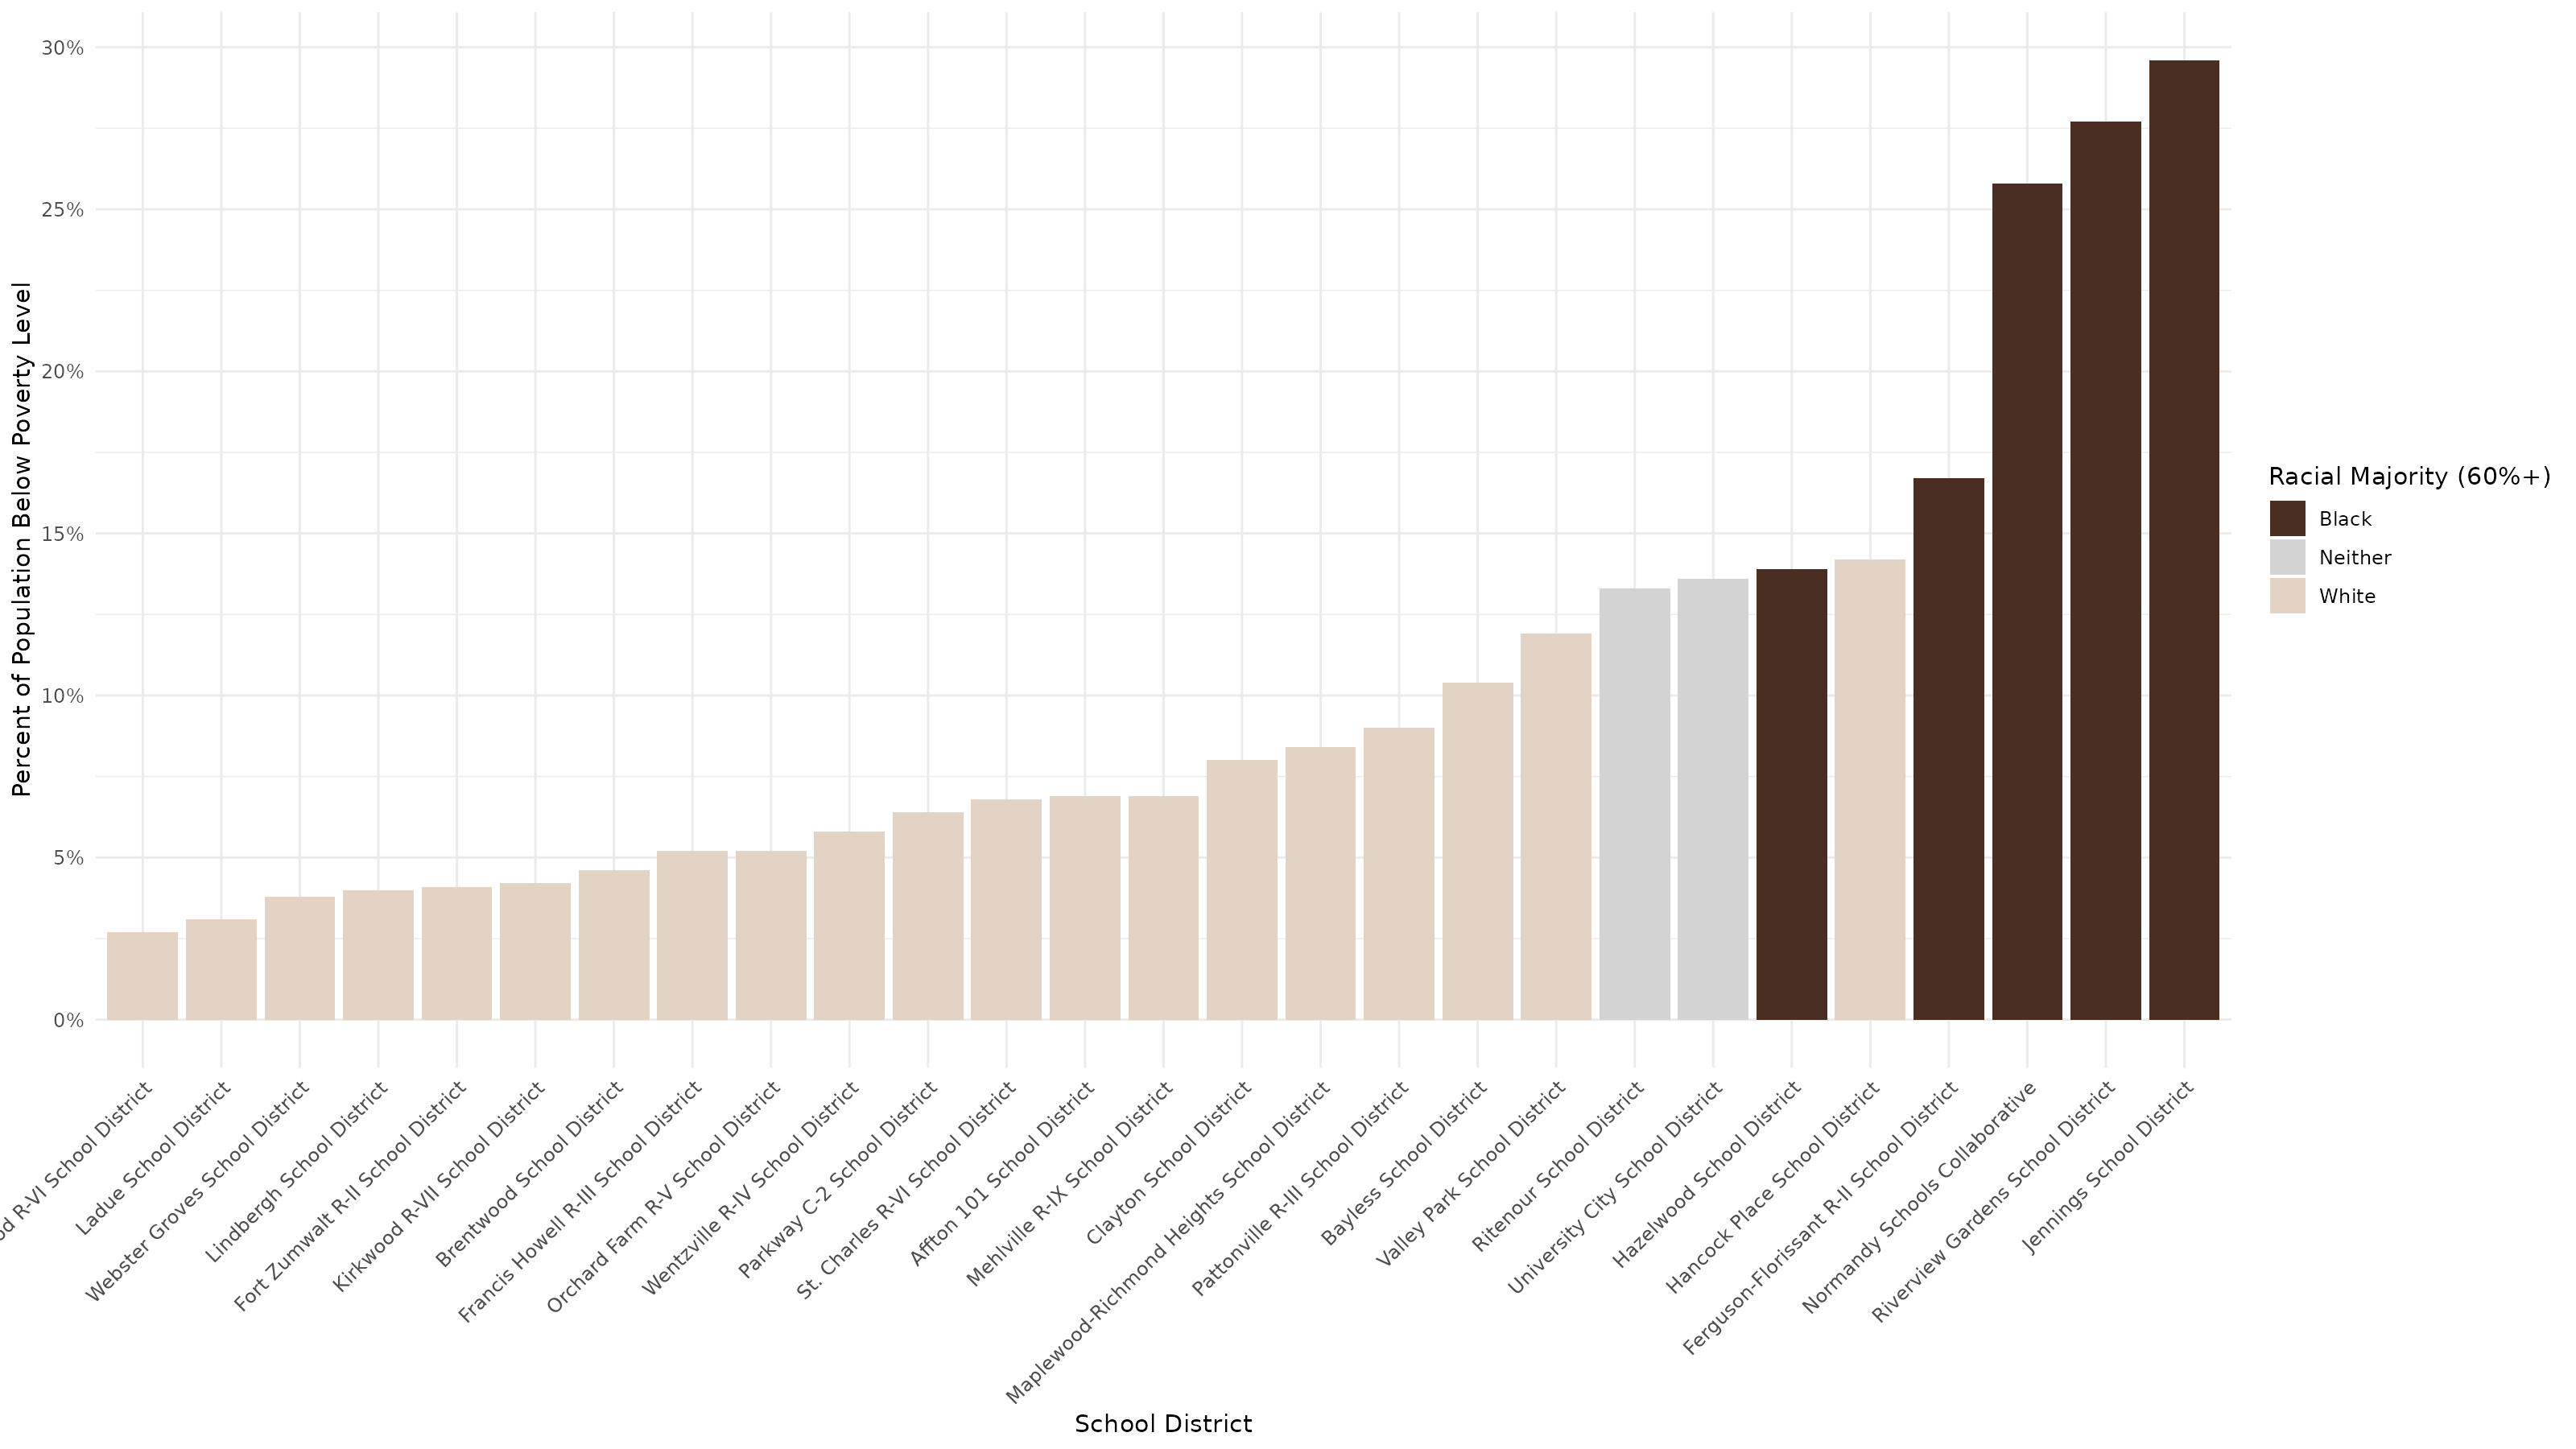 30%
25%
20%
15%
10%
5%
0%
Percent of Population Below Poverty Level
R-VI School District
Ladue School District
Webster Groves School District
Lindbergh School District
Fort Zumwalt R-II School District
Kirkwood R-VII School District
Brentwood School District
Francis Howell R-III School District
Orchard Farm R-V School District
Wentzville R-IV School District
Parkway C-2 School District
St. Charles R-VI School District
Affton 101 School District
Mehlville R-IX School District
Clayton School District
Maplewood-Richmond Heights School District
Pattonville R-III School District
Bayless School District
Valley Park School District
Ritenour School District
University City School District
Hazelwood School District
Hancock Place School District
Ferguson-Florissant R-II School District
Normandy Schools Collaborative
Riverview Gardens School District
Jennings School District
School District
Racial Majority (60%+)
Black
Neither
White